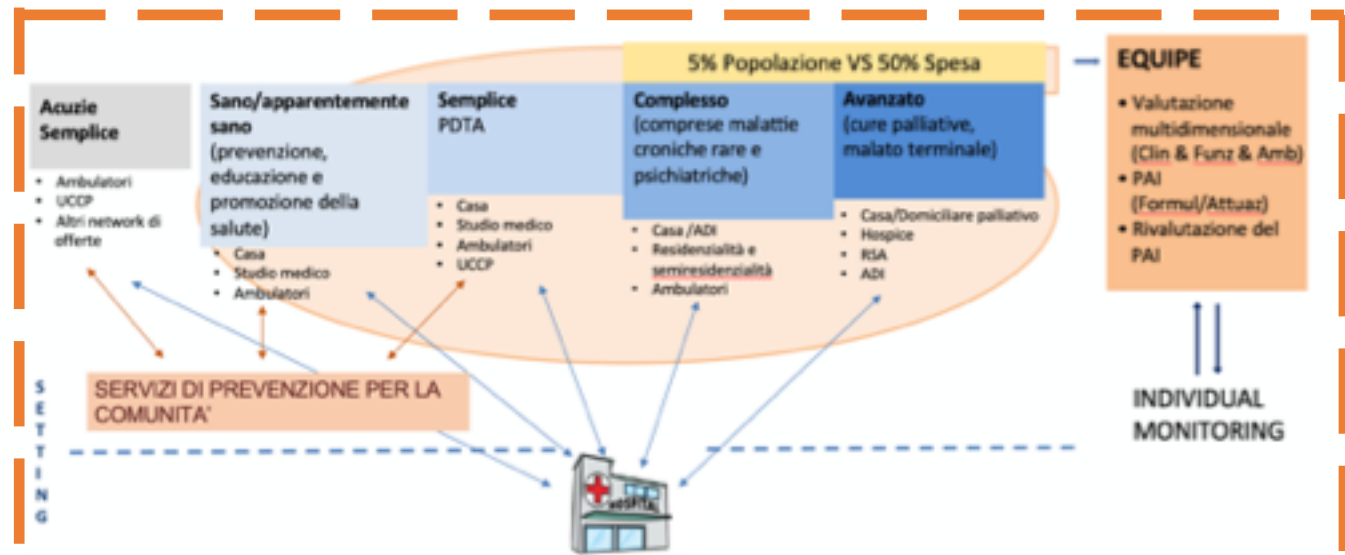 5% Popolazione VS 50% Spesa
Acuzie
Semplice
• Ambulatori
• UCCP
• Altri network di
offerte
Sano/apparentemente
sano
(prevenzione,
educazione e
promozione della
salute)
• Casa
• Studio medico
• Ambulatori
Semplice
PDTA
• Casa
• Studio medico
• Ambulatori
• UCCP
Complesso
(comprese malattie
croniche rare e
psichiatriche)
• Casa /ADI
• Residenzialità e
semiresidenzialità
• Ambulatori
Avanzato
(cure palliative,
malato terminale)
• Casa/Domiciliare palliativo
• Hospice
• RSA
• ADI
EQUIPE
• Valutazione
multidimensionale
(Clin & Funz & Amb)
• PAI
(Formul/Attuaz)
• Rivalutazione del
PAI
INDIVIDUAL
MONITORING
SERVIZI DI PREVENZIONE PER LA
COMUNITA'
SETTING
HOSPITAL